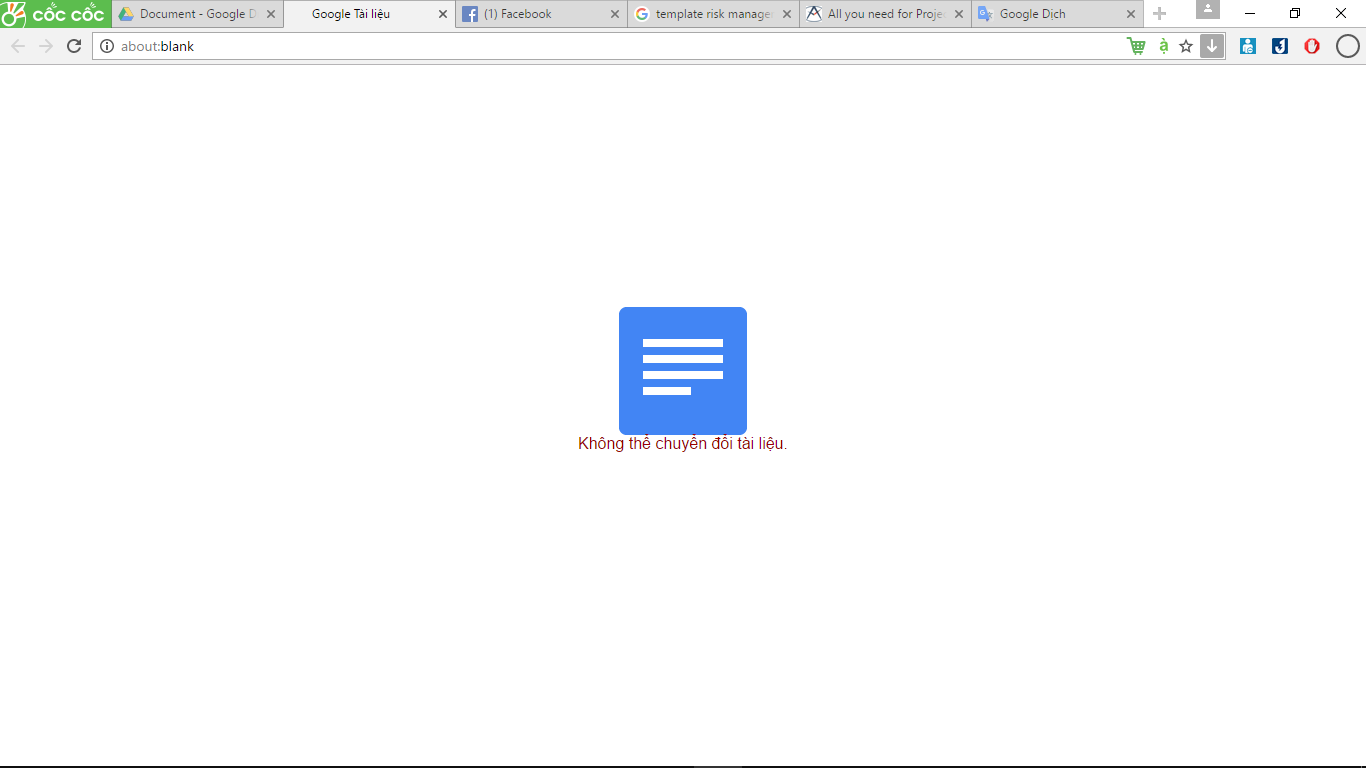 cốc cốc
Document - Google D
Google Tài liệu
(1) Facebook
template risk manage
All you need for Proje
Google Dịch
about:blank
Không thể chuyển đổi tài liệu.